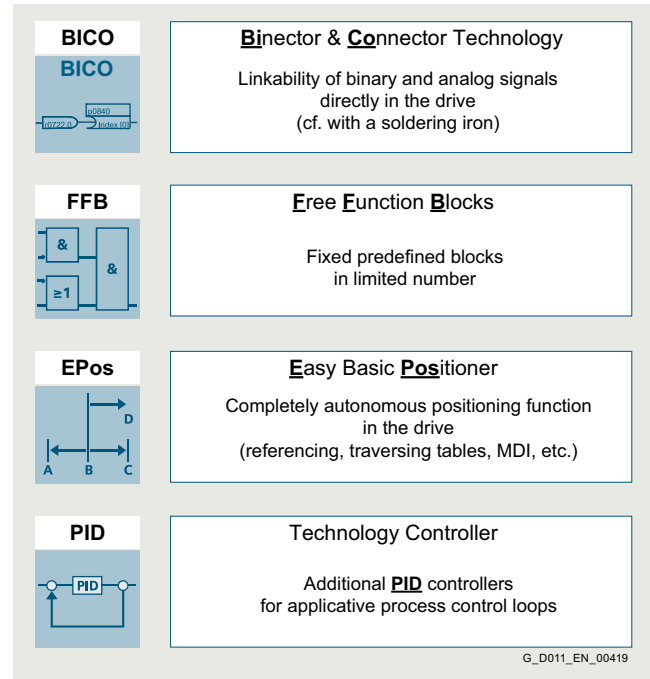 BICO
Binector & Connector Technology
BICO
p0840
r0722.0
Index [0]
Linkability of binary and analog signals
directly in the drive
(cf. with a soldering iron)
FFB
Free Function Blocks
&
&
≥1
Fixed predefined blocks
in limited number
EPos
Easy Basic Positioner
D
A B C
Completely autonomous positioning function
in the drive
(referencing, traversing tables, MDI, etc.)
PID
Technology Controller
PID
Additional PID controllers
for applicative process control loops
G_D011_EN_00419